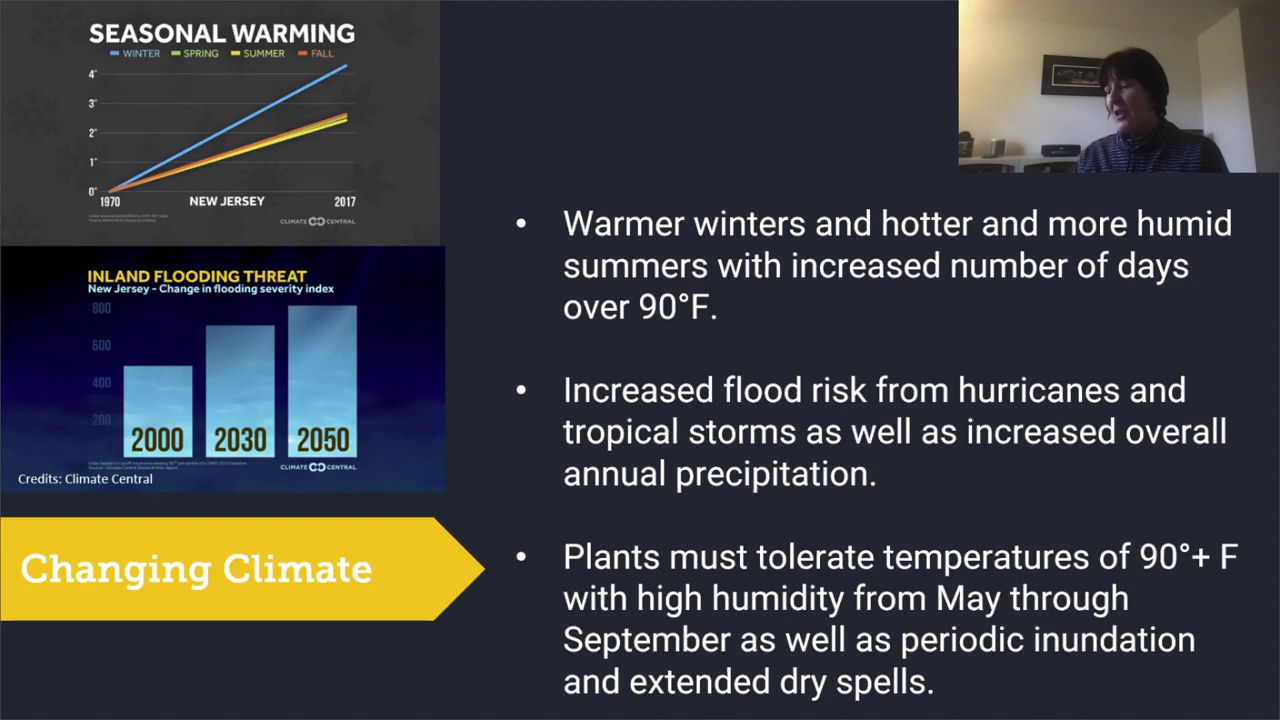 SEASONAL WARMING
WINTER SPRING SUMMER FALL
4°
3°
2°
1°
0°
1970 NEW JERSEY 2017
CLIMATE CENTRAL
INLAND FLOODING THREAT
New Jersey - Change in flooding severity index
800
600
400
200
2000 2030 2050
CLIMATE CENTRAL
Credits: Climate Central
Changing Climate
• Warmer winters and hotter and more humid
summers with increased number of days
over 90°F.
• Increased flood risk from hurricanes and
tropical storms as well as increased overall
annual precipitation.
• Plants must tolerate temperatures of 90°+ F
with high humidity from May through
September as well as periodic inundation
and extended dry spells.